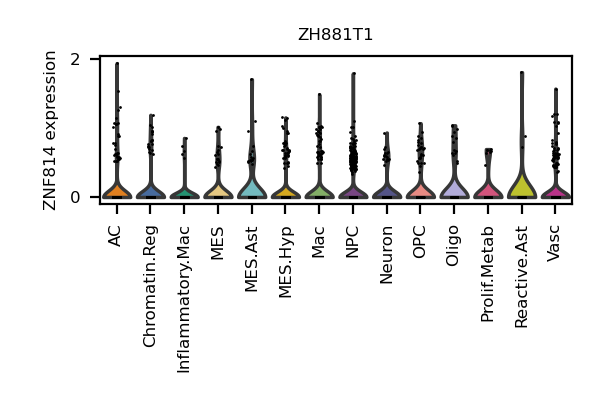 ZH881T1
ZNF814 expression
2
0
AC
Chromatin.Reg
Inflammatory.Mac
MES
MES.Ast
MES.Hyp
Mac
NPC
Neuron
OPC
Oligo
Prolif.Metab
Reactive.Ast
Vasc